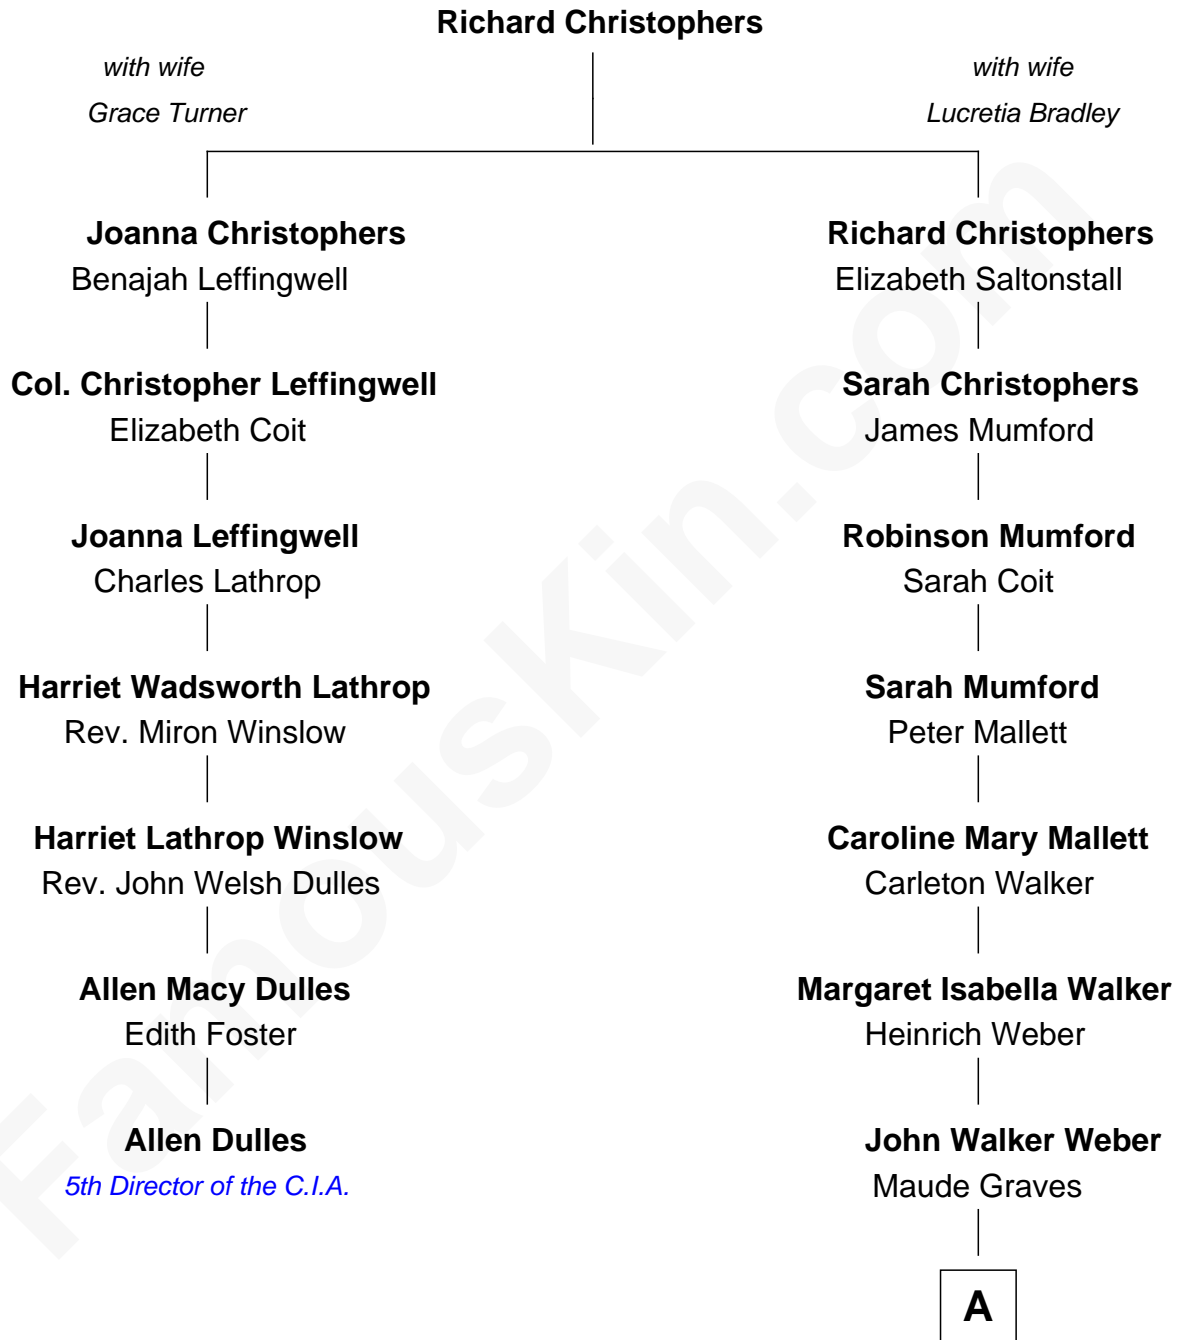 Richard Christophers
with wife
Grace Turner
with wife
Lucretia Bradley
Joanna Christophers
Benajah Leffingwell
Richard Christophers
Elizabeth Saltonstall
Col. Christopher Leffingwell
Elizabeth Coit
Sarah Christophers
James Mumford
Joanna Leffingwell
Charles Lathrop
Robinson Mumford
Sarah Coit
Harriet Wadsworth Lathrop
Rev. Miron Winslow
Sarah Mumford
Peter Mallett
Harriet Lathrop Winslow
Rev. John Welsh Dulles
Caroline Mary Mallett
Carleton Walker
Allen Macy Dulles
Edith Foster
Margaret Isabella Walker
Heinrich Weber
Allen Dulles
5th Director of the C.I.A.
John Walker Weber
Maude Graves
A
FamousKin.com